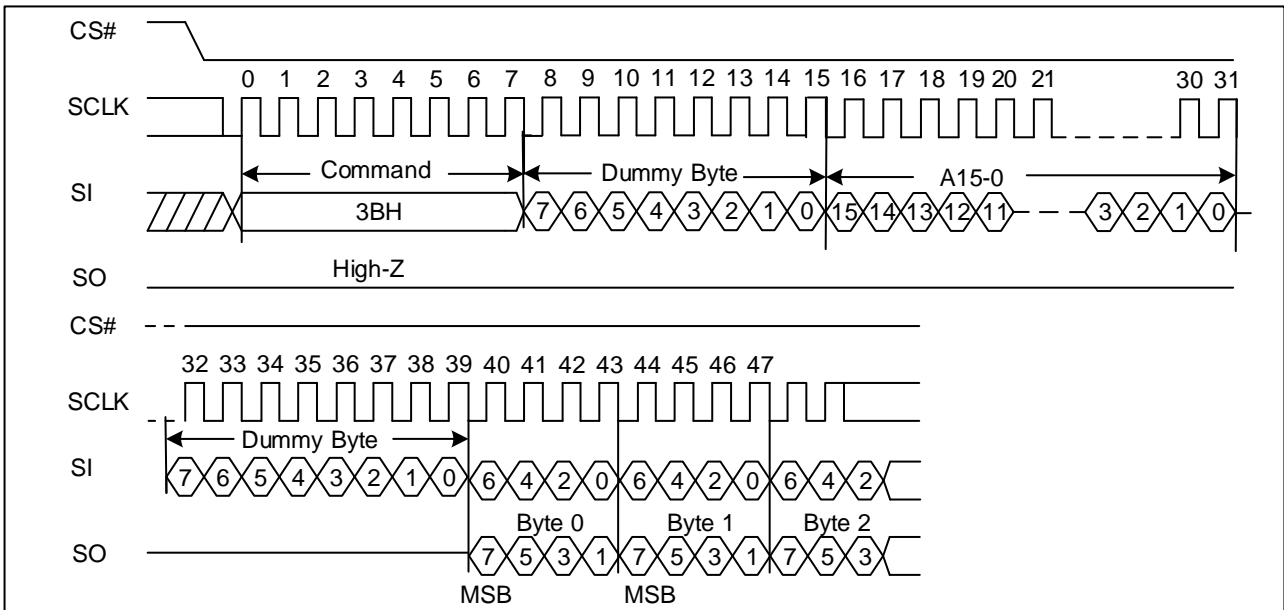 CS#
0 1 2 3 4 5 6 7 8 9 10 11 12 13 14 15 16 17 18 19 20 21 30 31
SCLK
Command Dummy Byte A15-0
SI
3BH 7 6 5 4 3 2 1 0 15 14 13 12 11 3 2 1 0
High-Z
SO
CS#
32 33 34 35 36 37 38 39 40 41 42 43 44 45 46 47
SCLK
Dummy Byte
SI 7 6 5 4 3 2 1 0 6 4 2 0 6 4 2 0 6 4 2
Byte 0 Byte 1 Byte 2
SO 7 5 3 1 7 5 3 1 7 5 3
MSB MSB